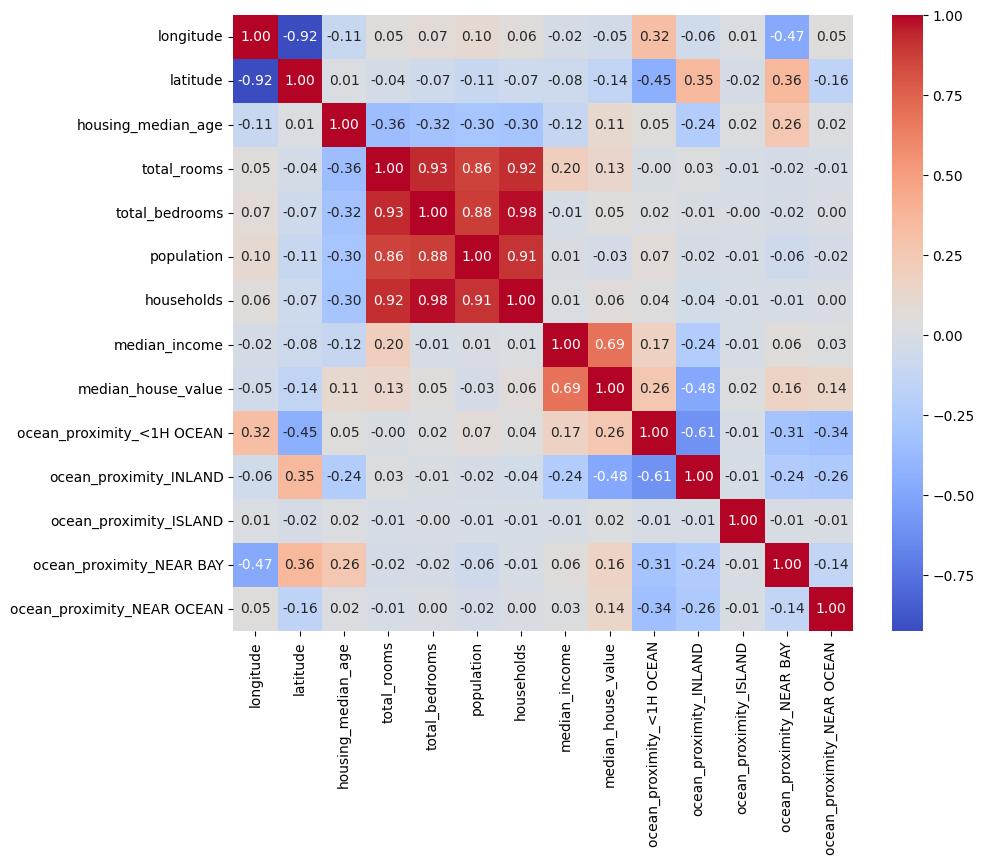 longitude 1.00 -0.92 -0.11 0.05 0.07 0.10 0.06 -0.02 -0.05 0.32 -0.06 0.01 -0.47 0.05
latitude -0.92 1.00 0.01 -0.04 -0.07 -0.11 -0.07 -0.08 -0.14 -0.45 0.35 -0.02 0.36 -0.16
housing_median_age -0.11 0.01 1.00 -0.36 -0.32 -0.30 -0.30 -0.12 0.11 0.05 -0.24 0.02 0.26 0.02
total_rooms 0.05 -0.04 -0.36 1.00 0.93 0.86 0.92 0.20 0.13 -0.00 0.03 -0.01 -0.02 -0.01
total_bedrooms 0.07 -0.07 -0.32 0.93 1.00 0.88 0.98 -0.01 0.05 0.02 -0.01 -0.00 -0.02 0.00
population 0.10 -0.11 -0.30 0.86 0.88 1.00 0.91 0.01 -0.03 0.07 -0.02 -0.01 -0.06 -0.02
households 0.06 -0.07 -0.30 0.92 0.98 0.91 1.00 0.01 0.06 0.04 -0.04 -0.01 -0.01 0.00
median_income -0.02 -0.08 -0.12 0.20 -0.01 0.01 0.01 1.00 0.69 0.17 -0.24 -0.01 0.06 0.03
median_house_value -0.05 -0.14 0.11 0.13 0.05 -0.03 0.06 0.69 1.00 0.26 -0.48 0.02 0.16 0.14
ocean_proximity_<1H OCEAN 0.32 -0.45 0.05 -0.00 0.02 0.07 0.04 0.17 0.26 1.00 -0.61 -0.01 -0.31 -0.34
ocean_proximity_INLAND -0.06 0.35 -0.24 0.03 -0.01 -0.02 -0.04 -0.24 -0.48 -0.61 1.00 -0.01 -0.24 -0.26
ocean_proximity_ISLAND 0.01 -0.02 0.02 -0.01 -0.00 -0.01 -0.01 -0.01 0.02 -0.01 -0.01 1.00 -0.01 -0.01
ocean_proximity_NEAR BAY -0.47 0.36 0.26 -0.02 -0.02 -0.06 -0.01 0.06 0.16 -0.31 -0.24 -0.01 1.00 -0.14
ocean_proximity_NEAR OCEAN 0.05 -0.16 0.02 -0.01 0.00 -0.02 0.00 0.03 0.14 -0.34 -0.26 -0.01 -0.14 1.00
longitude
latitude
housing_median_age
total_rooms
total_bedrooms
population
households
median_income
median_house_value
ocean_proximity_<1H OCEAN
ocean_proximity_INLAND
ocean_proximity_ISLAND
ocean_proximity_NEAR BAY
ocean_proximity_NEAR OCEAN
1.00
0.75
0.50
0.25
0.00
-0.25
-0.50
-0.75